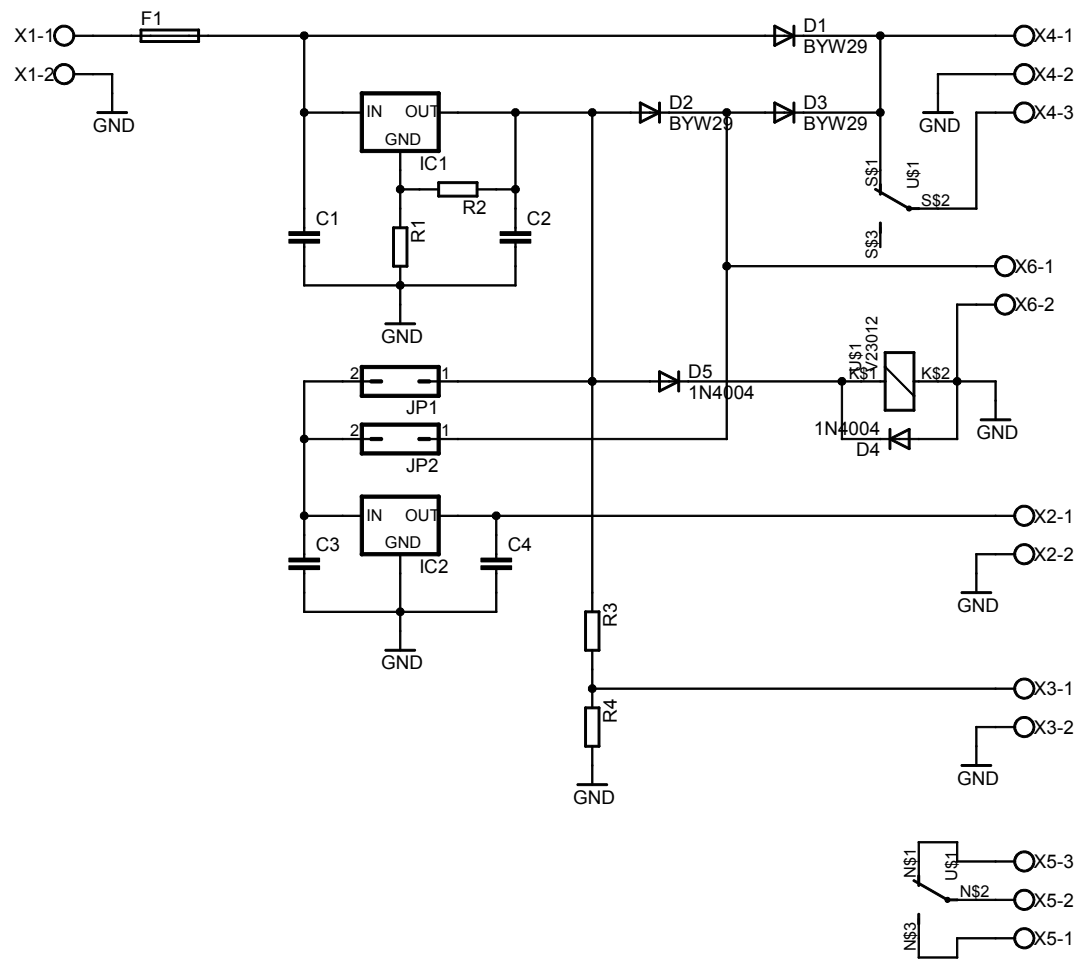 F1
X1-1
D1
BYW29
X4-1
X1-2
GND
X4-2
GND
IN OUT
GND
IC1
D2
BYW29
D3
BYW29
X4-3
R2
C1
R1
C2
S$1
U$1
S$2
S$3
GND
X6-1
X6-2
2 1
JP1
D5
1N4004
U$1
V23012
K$1
K$2
GND
2 1
JP2
1N4004
D4
IN OUT
GND
IC2
C3
C4
X2-1
X2-2
GND
GND
R3
X3-1
R4
X3-2
GND
GND
N$1
U$1
X5-3
N$2
X5-2
N$3
X5-1